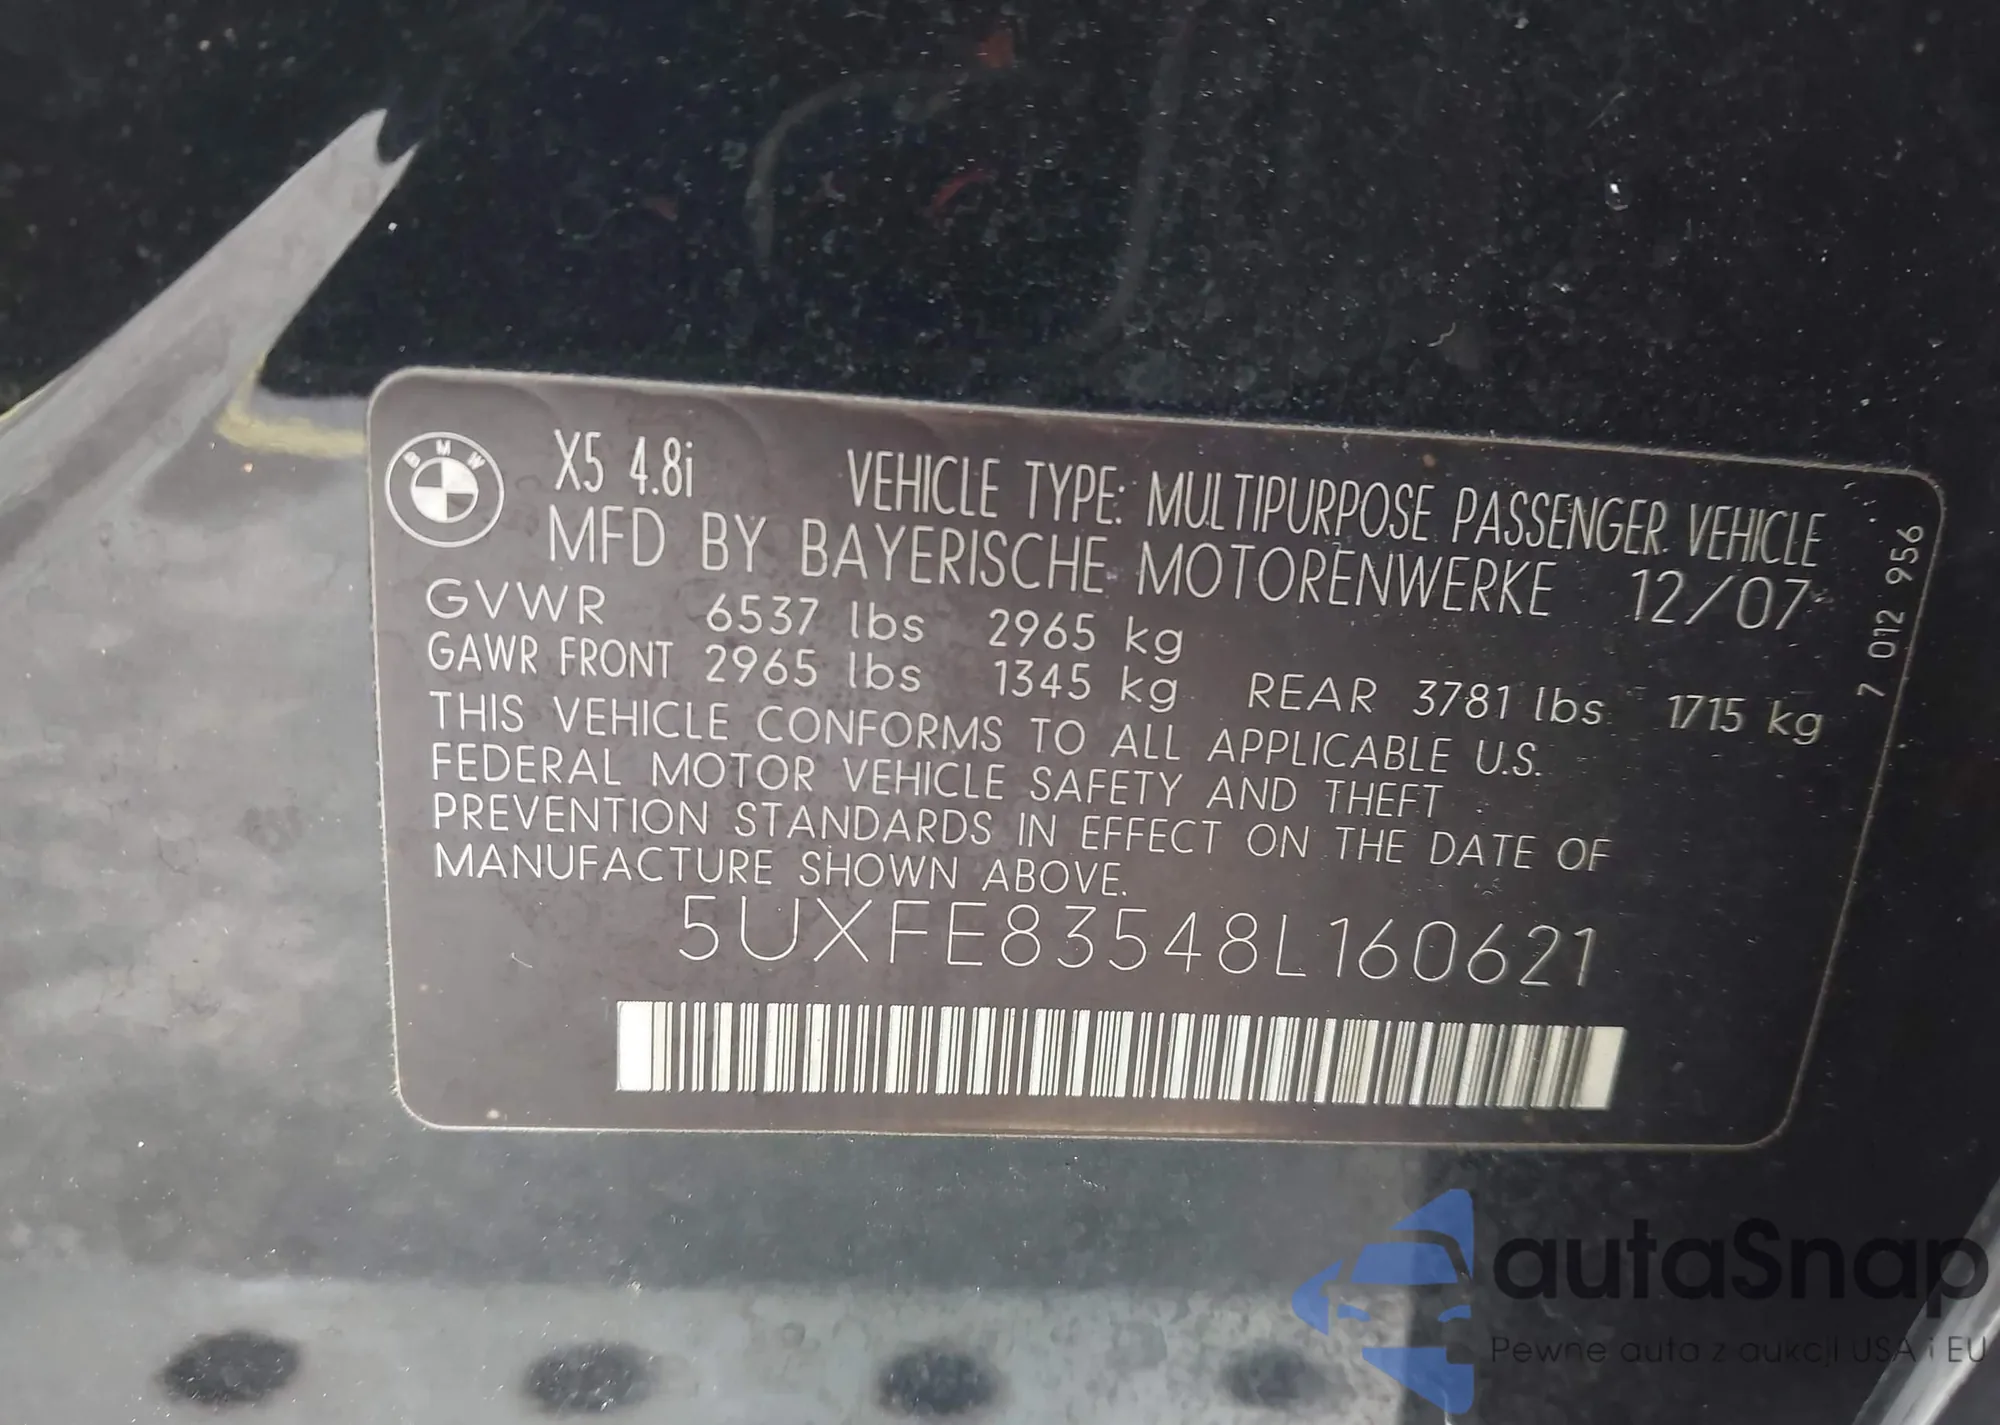 BMW
X5 4.8i VEHICLE TYPE: MULTIPURPOSE PASSENGER VEHICLE
MFD BY BAYERISCHE MOTORENWERKE 12/07
GVWR 6537 lbs 2965 kg
GAWR FRONT 2965 lbs 1345 kg REAR 3781 lbs 1715 kg
THIS VEHICLE CONFORMS TO ALL APPLICABLE U.S.
FEDERAL MOTOR VEHICLE SAFETY AND THEFT
PREVENTION STANDARDS IN EFFECT ON THE DATE OF
MANUFACTURE SHOWN ABOVE.
5UXFE83548L160621
7 012 956
autaSnap
Pewne auta z aukcji USA i EU